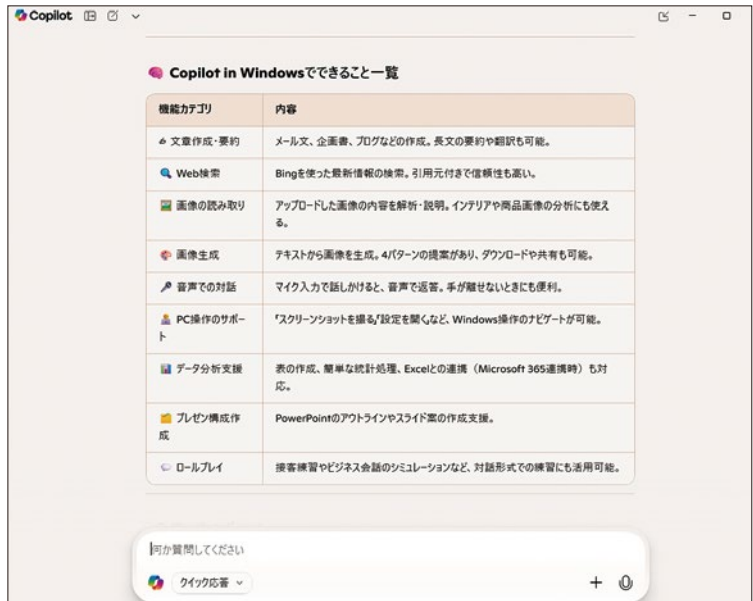 Copilot
Copilot in Windowsでできること一覧
機能カテゴリ 内容
文章作成・要約 メール文、企画書、ブログなどの作成。長文の要約や翻訳も可能。
Web検索 Bingを使った最新情報の検索。引用元付きで信頼性も高い。
画像の読み取り アップロードした画像の内容を解析・説明。インテリアや商品画像の分析にも使え
る。
画像生成 テキストから画像を生成。4パターンの提案があり、ダウンロードや共有も可能。
音声での対話 マイク入力で話しかけると、音声で返答。手が離せないときにも便利。
PC操作のサポー
ト
「スクリーンショットを撮る」「設定を開く」など、Windows操作のナビゲートが可能。
データ分析支援 表の作成、簡単な統計処理、Excelとの連携（Microsoft 365連携時）も対
応。
プレゼン構成作
成
PowerPointのアウトラインやスライド案の作成支援。
ロールプレイ 接客練習やビジネス会話のシミュレーションなど、対話形式での練習にも活用可能。
何か質問してください
クイック応答